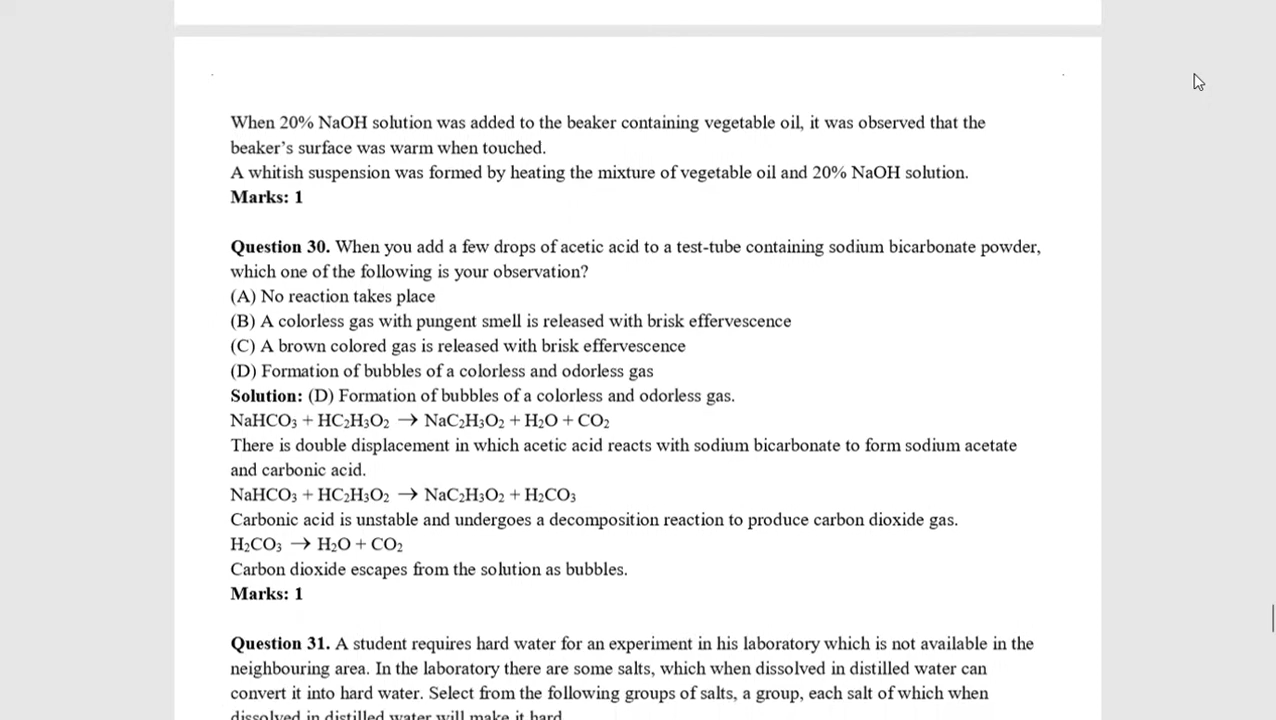 When 20% NaOH solution was added to the beaker containing vegetable oil, it was observed that the
beaker’s surface was warm when touched.
A whitish suspension was formed by heating the mixture of vegetable oil and 20% NaOH solution.
Marks: 1
Question 30. When you add a few drops of acetic acid to a test-tube containing sodium bicarbonate powder,
which one of the following is your observation?
(A) No reaction takes place
(B) A colorless gas with pungent smell is released with brisk effervescence
(C) A brown colored gas is released with brisk effervescence
(D) Formation of bubbles of a colorless and odorless gas
Solution: (D) Formation of bubbles of a colorless and odorless gas.
NaHCO₃ + HC₂H₃O₂ → NaC₂H₃O₂ + H₂O + CO₂
There is double displacement in which acetic acid reacts with sodium bicarbonate to form sodium acetate
and carbonic acid.
NaHCO₃ + HC₂H₃O₂ → NaC₂H₃O₂ + H₂CO₃
Carbonic acid is unstable and undergoes a decomposition reaction to produce carbon dioxide gas.
H₂CO₃ → H₂O + CO₂
Carbon dioxide escapes from the solution as bubbles.
Marks: 1
Question 31. A student requires hard water for an experiment in his laboratory which is not available in the
neighbouring area. In the laboratory there are some salts, which when dissolved in distilled water can
convert it into hard water. Select from the following groups of salts, a group, each salt of which when
dissolved in distilled water will make it hard